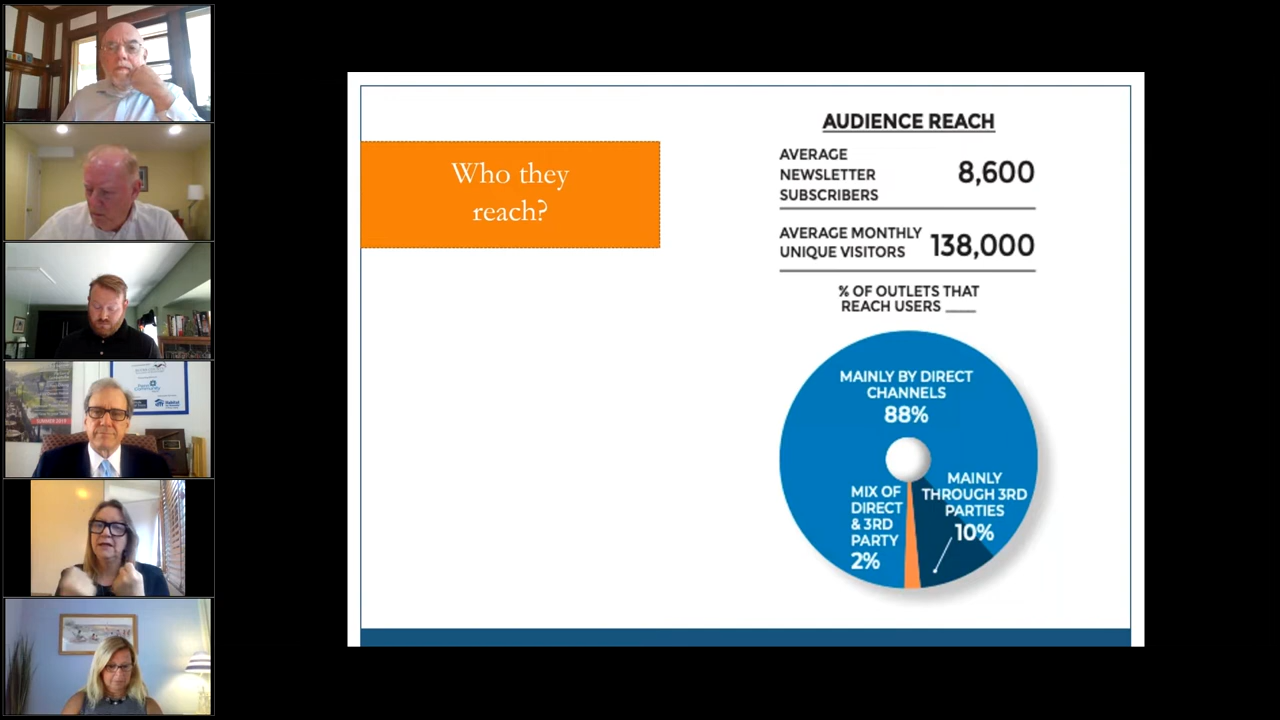 Who they
reach?
AUDIENCE REACH
AVERAGE
NEWSLETTER
SUBSCRIBERS
8,600
AVERAGE MONTHLY
UNIQUE VISITORS
138,000
% OF OUTLETS THAT
REACH USERS ____
MAINLY BY DIRECT
CHANNELS
88%
MIX OF
DIRECT
& 3RD
PARTY
2%
MAINLY
THROUGH 3RD
PARTIES
10%
SUMMER 2019